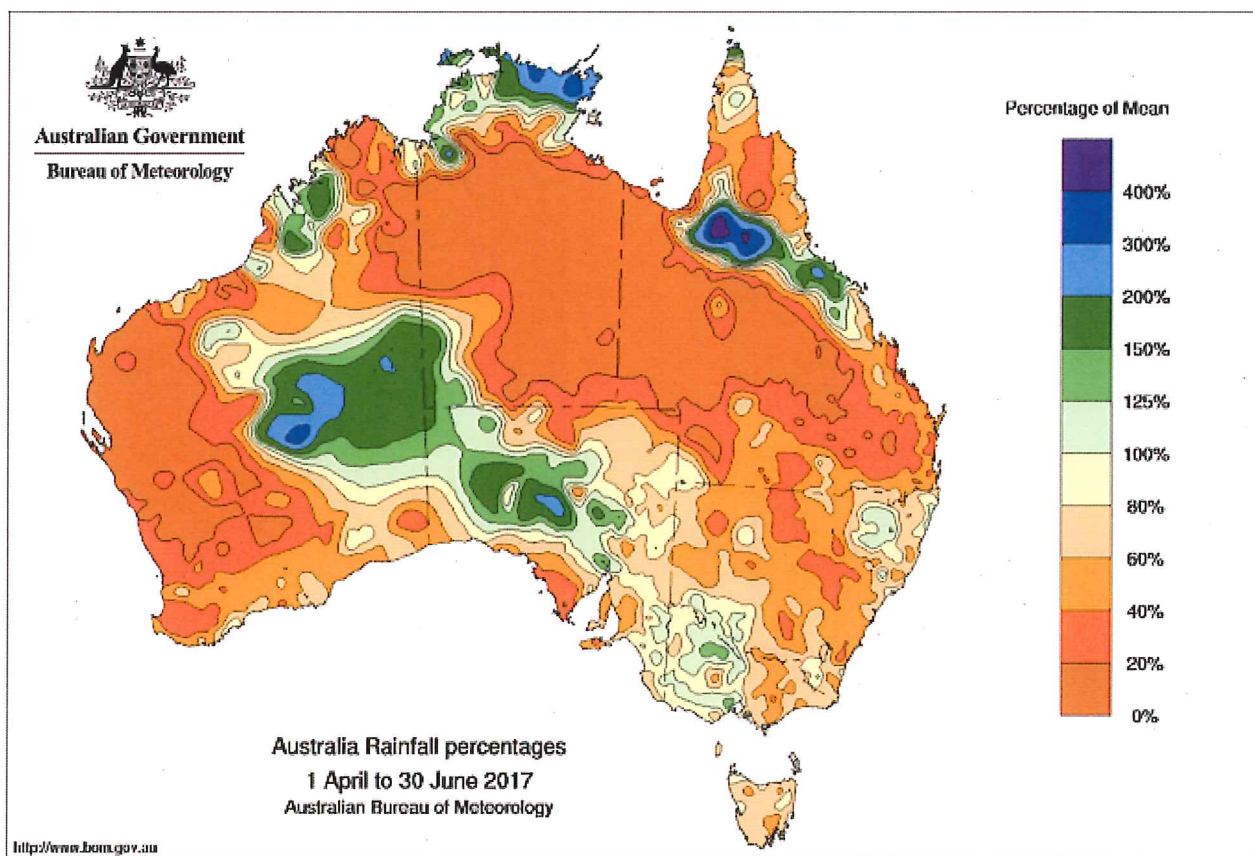 Australian Government
Bureau of Meteorology
Percentage of Mean
400%
300%
200%
150%
125%
100%
80%
60%
40%
20%
0%
Australia Rainfall percentages
1 April to 30 June 2017
Australian Bureau of Meteorology
http://www.bom.gov.au